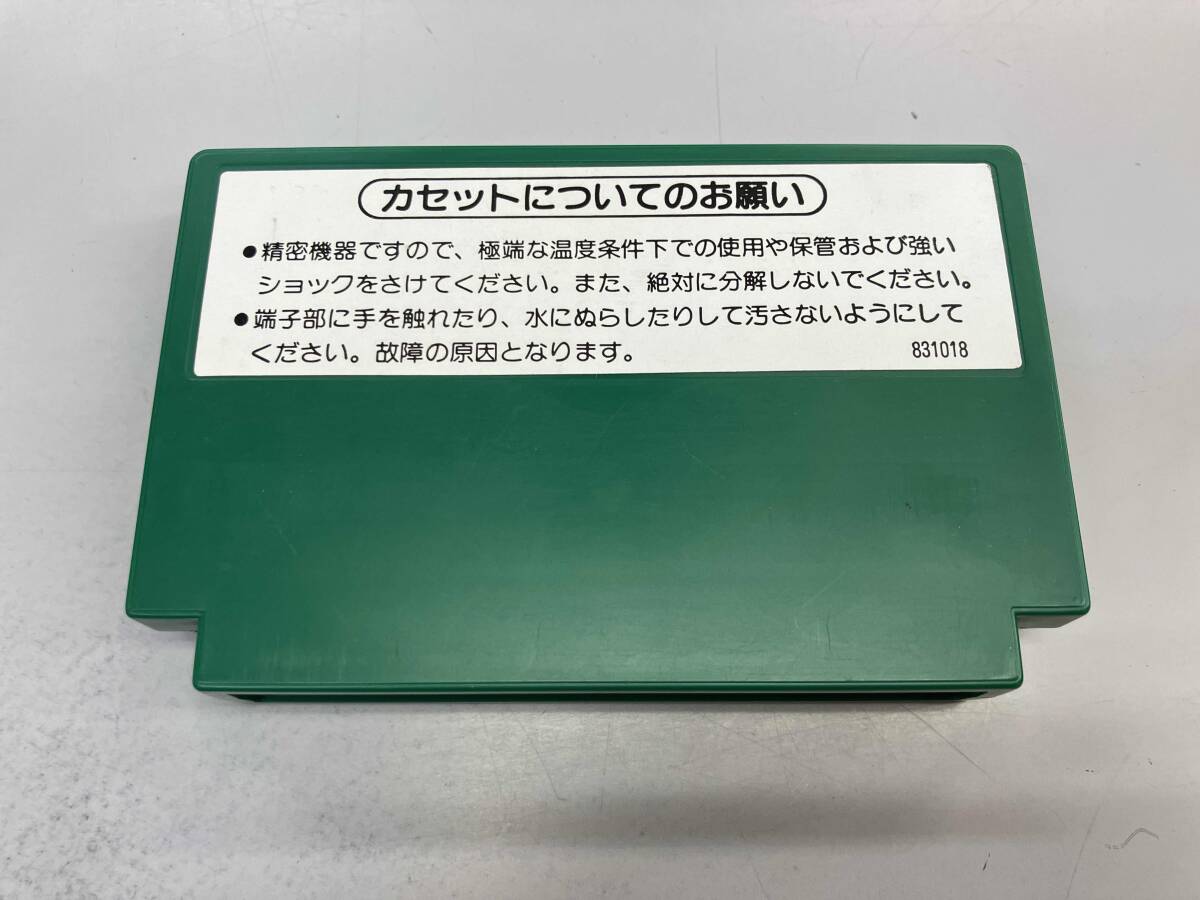 カセットについてのお願い
●精密機器ですので、極端な温度条件下での使用や保管および強い
ショックをさけてください。また、絶対に分解しないでください。
●端子部に手を触れたり、水にぬらしたりして汚さないようにして
ください。故障の原因となります。 831018